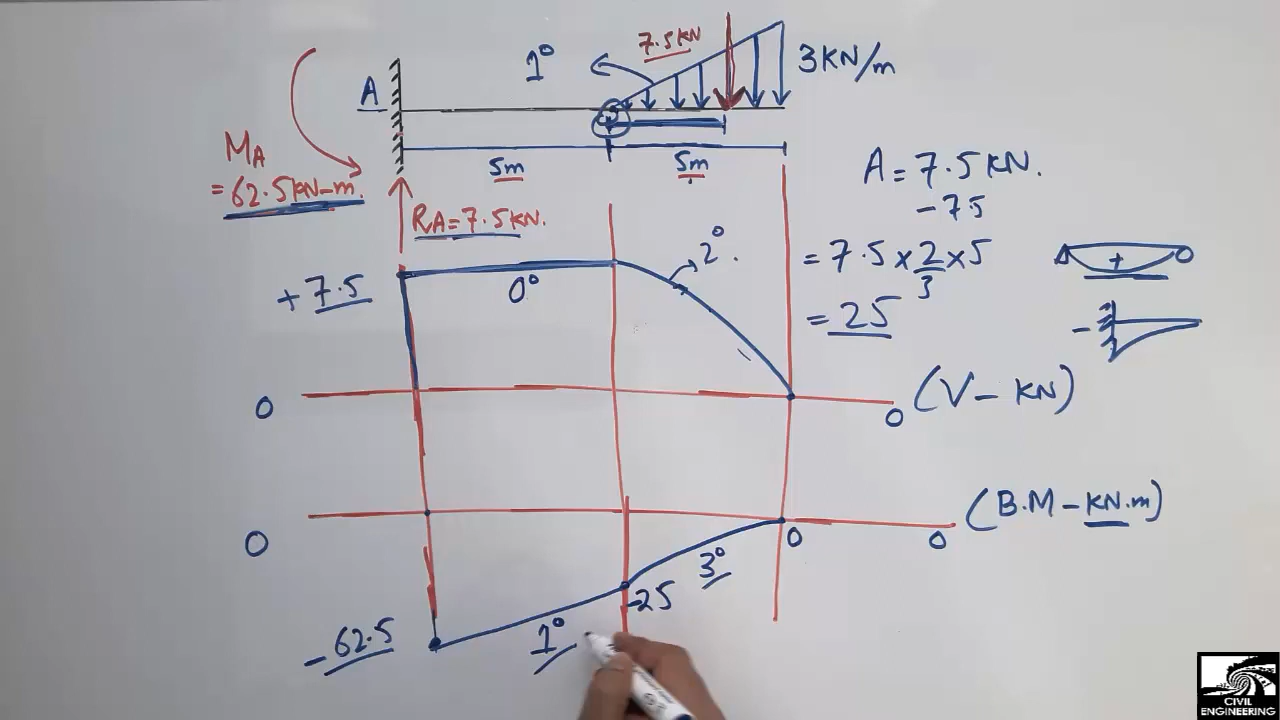 7.5KN
1°
3KN/m
A
5m
5m
MA
=62.5KN-m.
RA=7.5KN.
A=7.5KN.
-75
=7.5×2/3×5
=25
+
-
+7.5
0°
2°.
0
0
(V-KN)
0
0
0
(B.M-KN.m)
3°
-25
-62.5
1°
CIVIL
ENGINEERING